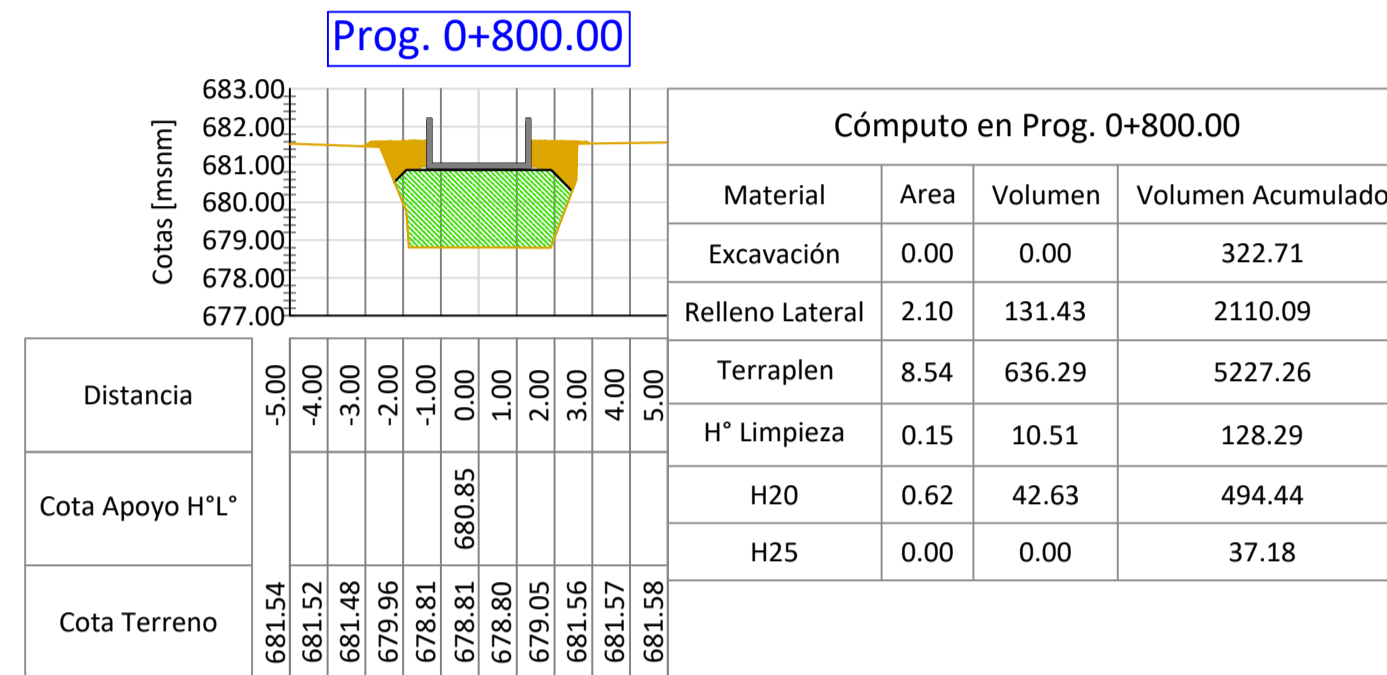 Prog. 0+800.00
Cotas [msnm]
683.00
682.00
681.00
680.00
679.00
678.00
677.00
Distancia -5.00 -4.00 -3.00 -2.00 -1.00 0.00 1.00 2.00 3.00 4.00 5.00
Cota Apoyo H°L° 680.85
Cota Terreno 681.54 681.52 681.48 679.96 678.81 678.81 678.80 679.05 681.56 681.57 681.58
Cómputo en Prog. 0+800.00
Material Area Volumen Volumen Acumulado
Excavación 0.00 0.00 322.71
Relleno Lateral 2.10 131.43 2110.09
Terraplen 8.54 636.29 5227.26
H° Limpieza 0.15 10.51 128.29
H20 0.62 42.63 494.44
H25 0.00 0.00 37.18